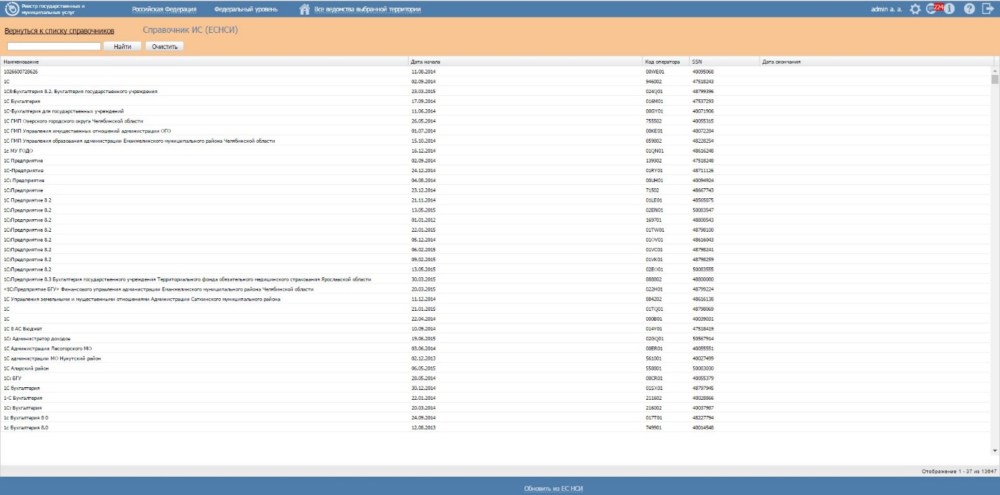 Реестр государственных и
муниципальных услуг
Российская Федерация Федеральный уровень Все ведомства выбранной территории admin a. a. 224
Вернуться к списку справочников Справочник ИС (ЕСНСИ)
Найти Очистить
Наименование Дата начала Код оператора SSN Дата окончания
1026600728626 11.08.2014 00WE01 40095068
1С 02.09.2014 946002 47518243
1С8:Бухгалтерия 8.2. Бухгалтерия государственного учреждения 23.03.2015 024Q01 48799396
1С Бухгалтерия 17.09.2014 016M01 47537293
1С-Бухгалтерия для государственных учреждений 11.06.2014 00GY01 40071906
1С ГМП Озерского городского округа Челябинской области 26.05.2014 755502 40055315
1С ГМП Управления имущественных отношений администрации ОГО 01.07.2014 00KE01 40072284
1С ГМП Управления образования администрации Еманжелинского муниципального района Челябинской области 15.10.2014 859802 48228254
1с МУ ГОДО 16.12.2014 01QN01 48616248
1С Предприятие 02.09.2014 139302 47518248
1С-Предприятие 24.12.2014 01RY01 48711126
1С: Предприятие 04.08.2014 00UH01 40094924
1С:Предприятие 23.12.2014 71502 48667743
1С Предприятие 8 2 21.11.2014 01LE01 48565875
1С:Предприятие 8.2 13.05.2015 02EN01 50083547
1С:Предприятие 8.2 01.01.2012 169701 48800543
1С:Предприятие 8.2 22.01.2015 01TW01 48798100
1С:Предприятие 8.2 05.12.2014 01OV01 48616043
1С:Предприятие 8.2 06.02.2015 01VC01 48798241
1С:Предприятие 8.2 09.02.2015 01VK01 48798259
1С:Предприятие 8.2 13.05.2015 02EO01 50083555
1С:Предприятие 8.3 Бухгалтерия государственного учреждения Территориального фонда обязательного медицинского страхования Ярославской области 30.03.2015 888802 48800080
«1С:Предприятие БГУ» Финансового управления администрации Еманжелинского муниципального района Челябинской области 20.03.2015 022H01 48799224
1С Управления земельными и мущественными отношениями Администрации Саткинского муниципального района 11.12.2014 884202 48616138
1С 21.01.2015 01TQ01 48798069
1С 22.04.2014 000B01 40039031
1С 8 АС Бюджет 10.09.2014 014Y01 47518419
1С: Администратор доходов 19.06.2015 02GQ01 50567914
1С Администрации Лесогорского МО 03.06.2014 00ER01 40055551
1С администрации МО Нукутский район 02.12.2013 561001 40027499
1С Аларский район 06.05.2015 558801 50083030
1С: БГУ 28.05.2014 00CR01 40055379
1С бухгалтерия 30.12.2014 01SX01 48797945
1-С Бухгалтерия 22.01.2014 211602 40028866
1С: Бухгалтерия 20.03.2014 216002 40037987
1с Бухгалтерия 8 0 24.09.2014 017T01 48227794
1с Бухгалтерия 8.0 12.08.2013 749901 40014548
Отображение 1 - 37 из 13647
Обновить из ЕС НСИ